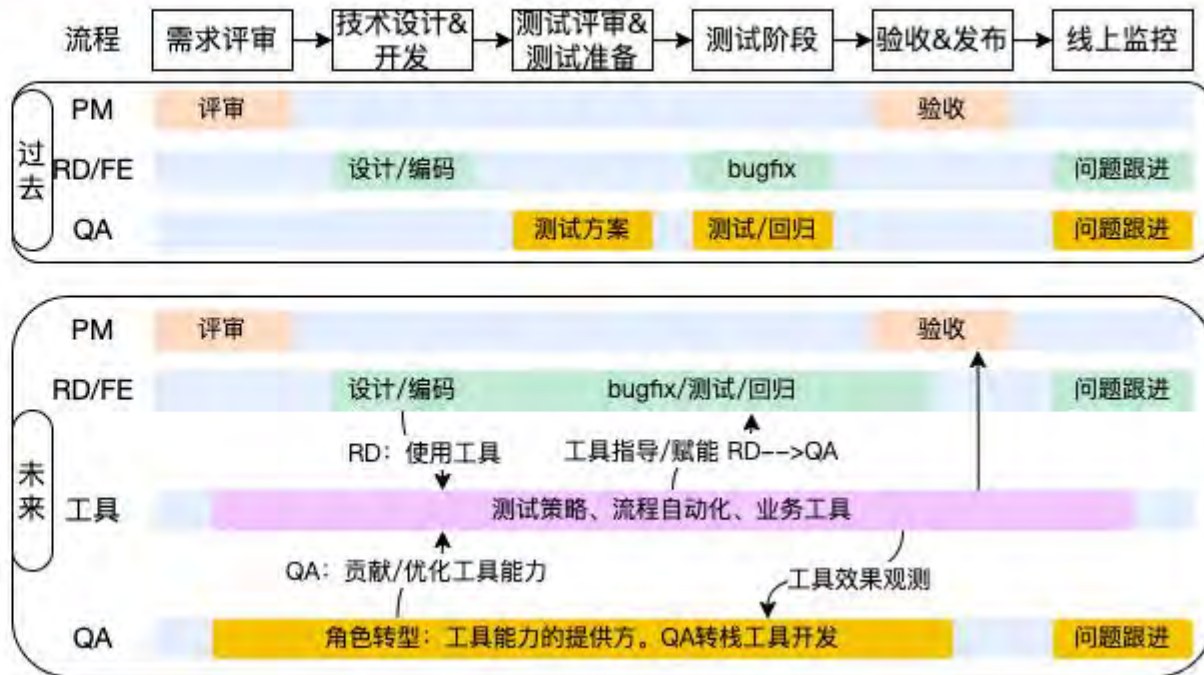 流程 需求评审 技术设计&开发 测试评审&测试准备 测试阶段 验收&发布 线上监控
过去
PM 评审 验收
RD/FE 设计/编码 bugfix 问题跟进
QA 测试方案 测试/回归 问题跟进
未来
PM 评审 验收
RD/FE 设计/编码 bugfix/测试/回归 问题跟进
RD：使用工具 工具指导/赋能 RD-->QA
工具 测试策略、流程自动化、业务工具
QA：贡献/优化工具能力 工具效果观测
QA 角色转型：工具能力的提供方。QA转栈工具开发 问题跟进